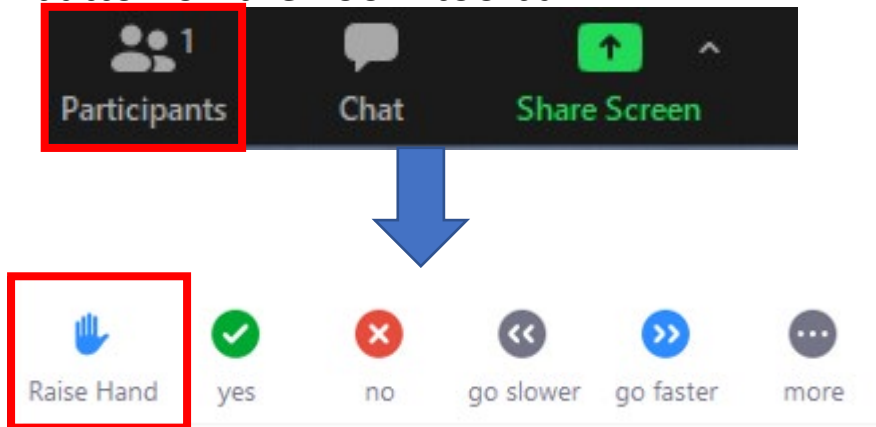 1
Participants Chat Share Screen
Raise Hand yes no go slower go faster more